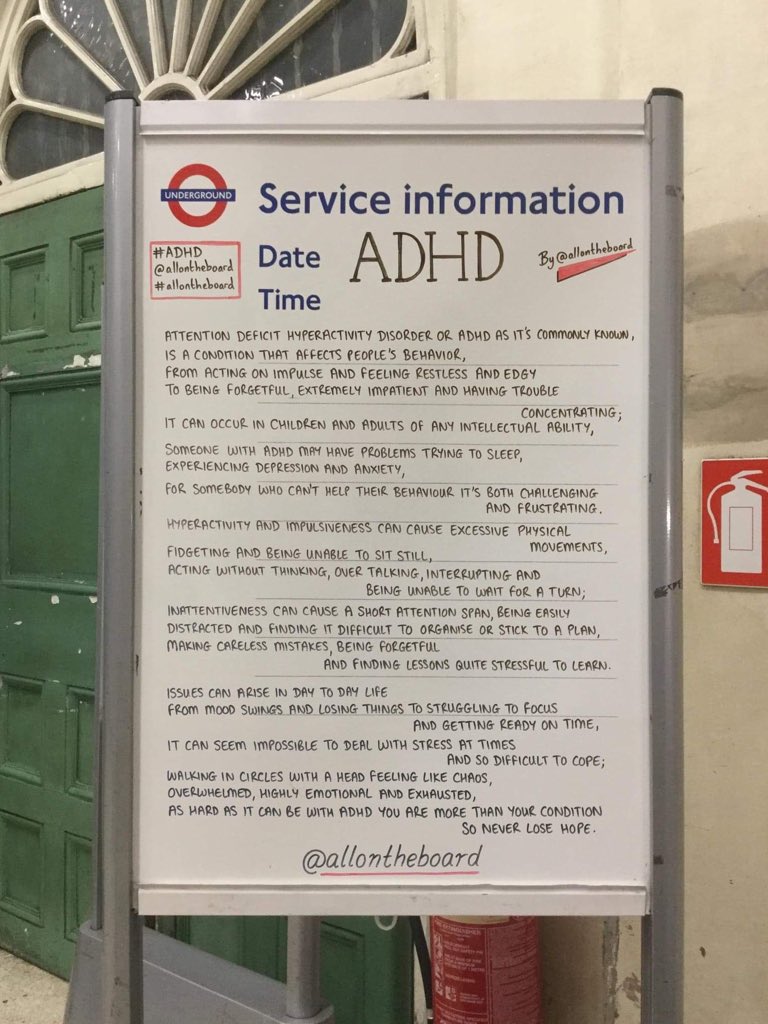 UNDERGROUND
Service information
#ADHD
@allontheboard
#allontheboard
Date
ADHD
By @allontheboard
Time
ATTENTION DEFICIT HYPERACTIVITY DISORDER OR ADHD AS IT'S COMMONLY KNOWN,
IS A CONDITION THAT AFFECTS PEOPLE'S BEHAVIOR,
FROM ACTING ON IMPULSE AND FEELING RESTLESS AND EDGY
TO BEING FORGETFUL, EXTREMELY IMPATIENT AND HAVING TROUBLE
CONCENTRATING;
IT CAN OCCUR IN CHILDREN AND ADULTS OF ANY INTELLECTUAL ABILITY,
SOMEONE WITH ADHD MAY HAVE PROBLEMS TRYING TO SLEEP,
EXPERIENCING DEPRESSION AND ANXIETY,
FOR SOMEBODY WHO CAN'T HELP THEIR BEHAVIOUR IT'S BOTH CHALLENGING
AND FRUSTRATING.
HYPERACTIVITY AND IMPULSIVENESS CAN CAUSE EXCESSIVE PHYSICAL
MOVEMENTS,
FIDGETING AND BEING UNABLE TO SIT STILL,
ACTING WITHOUT THINKING, OVER TALKING, INTERRUPTING AND
BEING UNABLE TO WAIT FOR A TURN;
INATTENTIVENESS CAN CAUSE A SHORT ATTENTION SPAN, BEING EASILY
DISTRACTED AND FINDING IT DIFFICULT TO ORGANISE OR STICK TO A PLAN,
MAKING CARELESS MISTAKES, BEING FORGETFUL
AND FINDING LESSONS QUITE STRESSFUL TO LEARN.
ISSUES CAN ARISE IN DAY TO DAY LIFE
FROM MOOD SWINGS AND LOSING THINGS TO STRUGGLING TO FOCUS
AND GETTING READY ON TIME,
IT CAN SEEM IMPOSSIBLE TO DEAL WITH STRESS AT TIMES
AND SO DIFFICULT TO COPE;
WALKING IN CIRCLES WITH A HEAD FEELING LIKE CHAOS,
OVERWHELMED, HIGHLY EMOTIONAL AND EXHAUSTED,
AS HARD AS IT CAN BE WITH ADHD YOU ARE MORE THAN YOUR CONDITION
SO NEVER LOSE HOPE.
@allontheboard